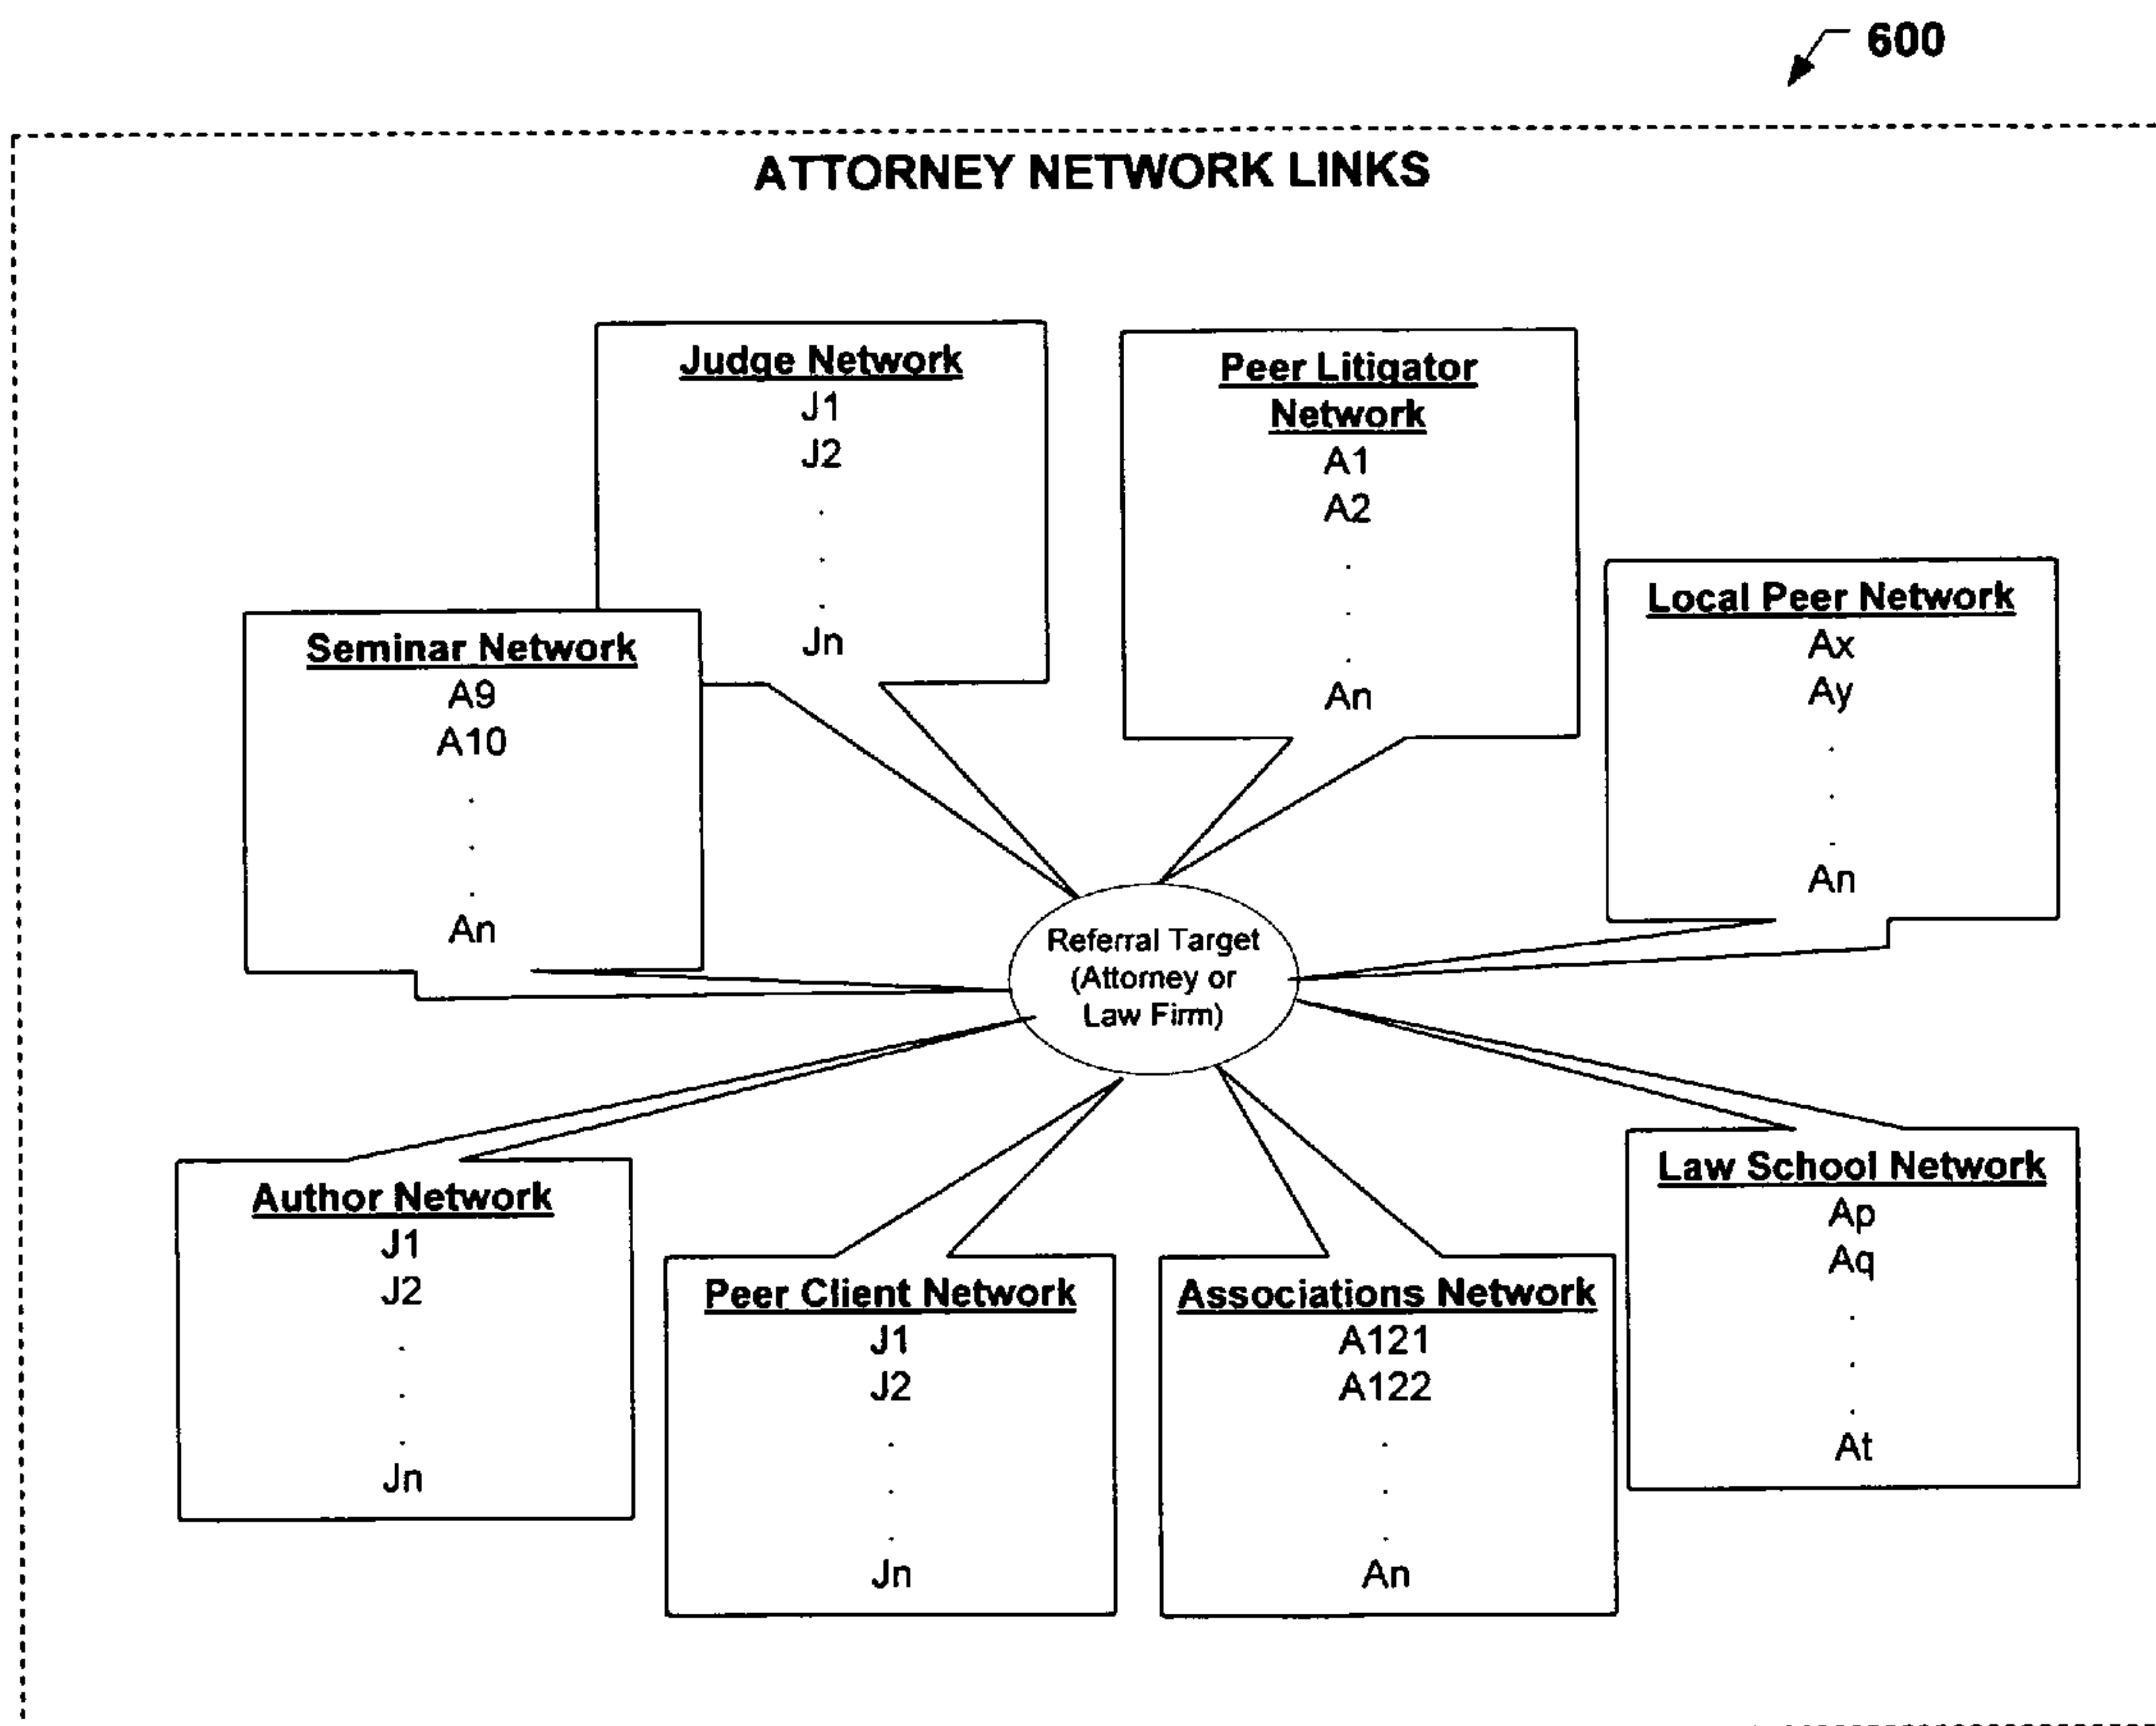 600
ATTORNEY NETWORK LINKS
Judge Network
J1
J2
.
.
.
Jn
Peer Litigator
Network
A1
A2
.
.
.
An
Local Peer Network
Ax
Ay
.
.
.
An
Seminar Network
A9
A10
.
.
.
An
Referral Target
(Attorney or
Law Firm)
Author Network
J1
J2
.
.
.
Jn
Peer Client Network
J1
J2
.
.
.
Jn
Associations Network
A121
A122
.
.
.
An
Law School Network
Ap
Aq
.
.
.
At